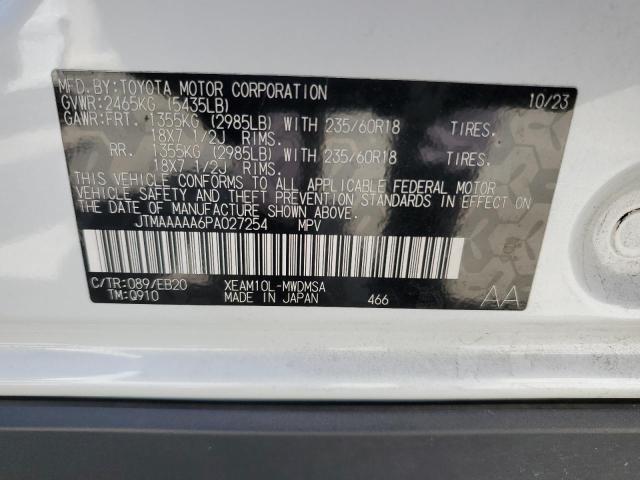 MFD.BY:TOYOTA MOTOR CORPORATION 10/23
GVWR:2465KG (5435LB)
GAWR:FRT. 1355KG (2985LB) WITH 235/60R18 TIRES.
18X7 1/2J RIMS.
RR. 1355KG (2985LB) WITH 235/60R18 TIRES.
18X7 1/2J RIMS.
THIS VEHICLE CONFORMS TO ALL APPLICABLE FEDERAL MOTOR
VEHICLE SAFETY AND THEFT PREVENTION STANDARDS IN EFFECT ON
THE DATE OF MANUFACTURE SHOWN ABOVE.
JTMAAAAA6PA027254 MPV
C/TR:089/EB20 XEAM10L-MWDMSA
TM:Q910 MADE IN JAPAN 466 AA